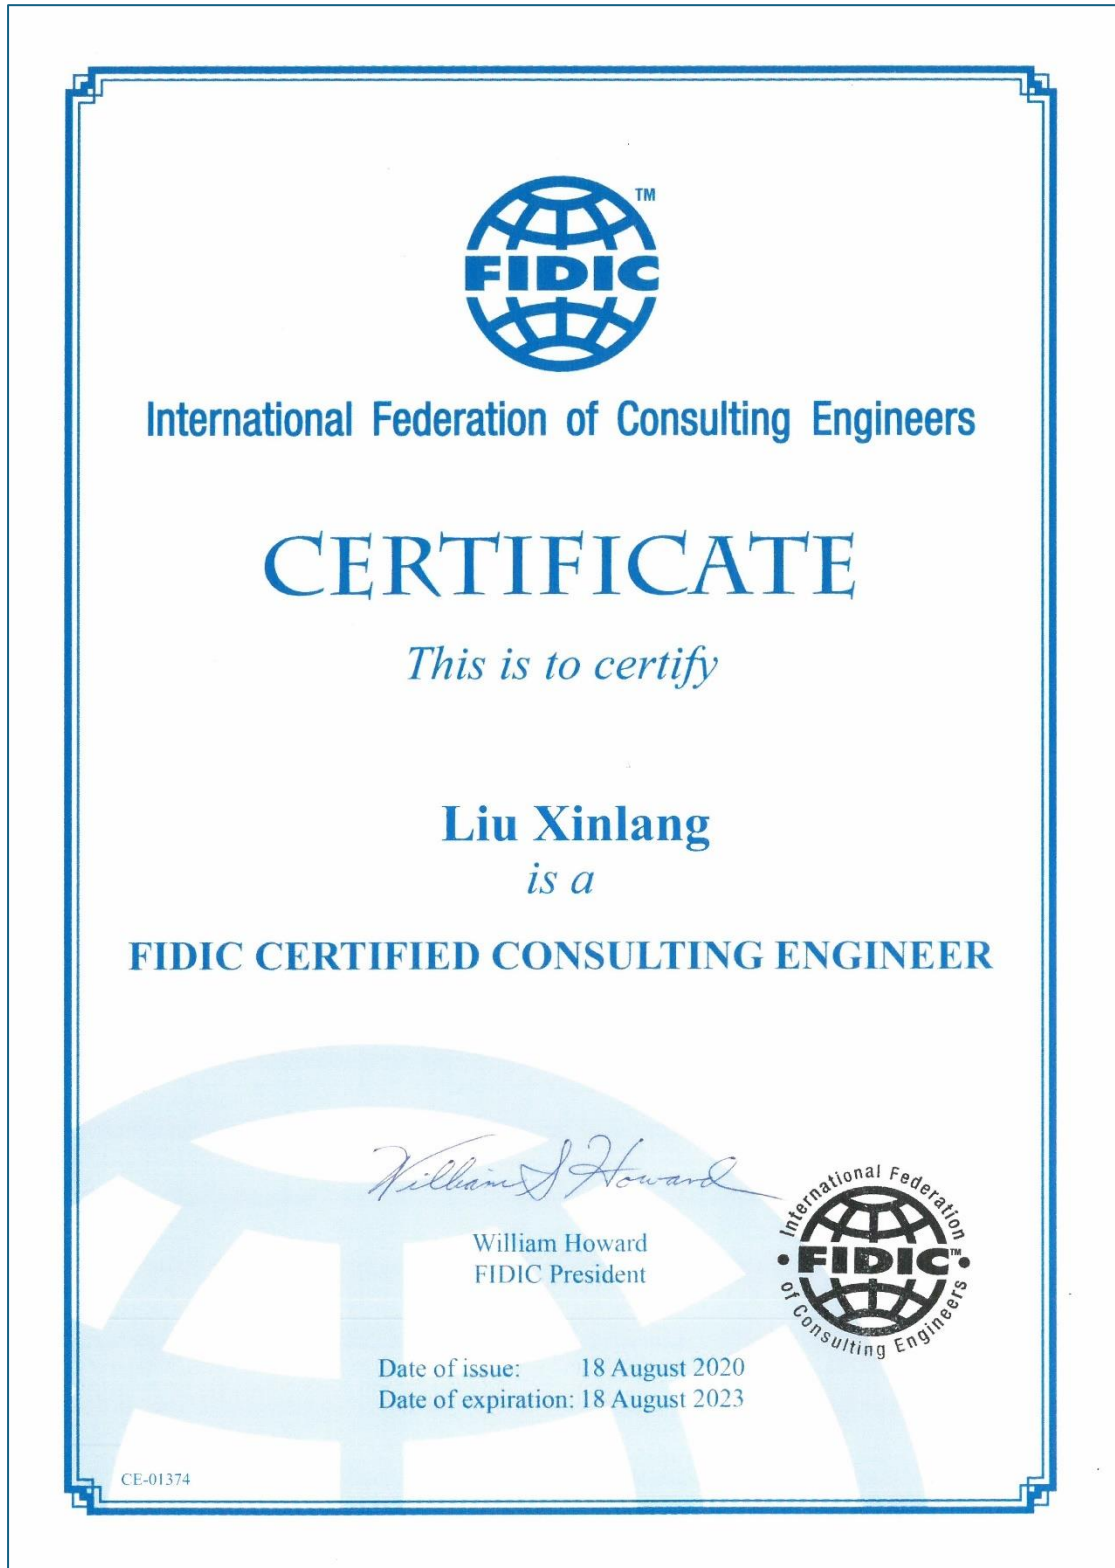 TM
FIDIC
International Federation of Consulting Engineers
CERTIFICATE
This is to certify
Liu Xinlang
is a
FIDIC CERTIFIED CONSULTING ENGINEER
William S Howard
William Howard
FIDIC President
International Federation
• FIDIC TM •
of Consulting Engineers
Date of issue: 18 August 2020
Date of expiration: 18 August 2023
CE-01374